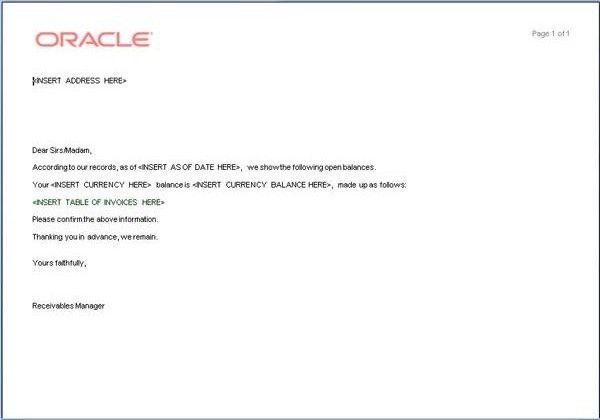 ORACLE
Page 1 of 1
<INSERT ADDRESS HERE>
Dear Sirs/Madam,
According to our records, as of <INSERT AS OF DATE HERE>, we show the following open balances.
Your <INSERT CURRENCY HERE> balance is <INSERT CURRENCY BALANCE HERE>, made up as follows:
<INSERT TABLE OF INVOICES HERE>
Please confirm the above information.
Thanking you in advance, we remain.
Yours faithfully,
Receivables Manager